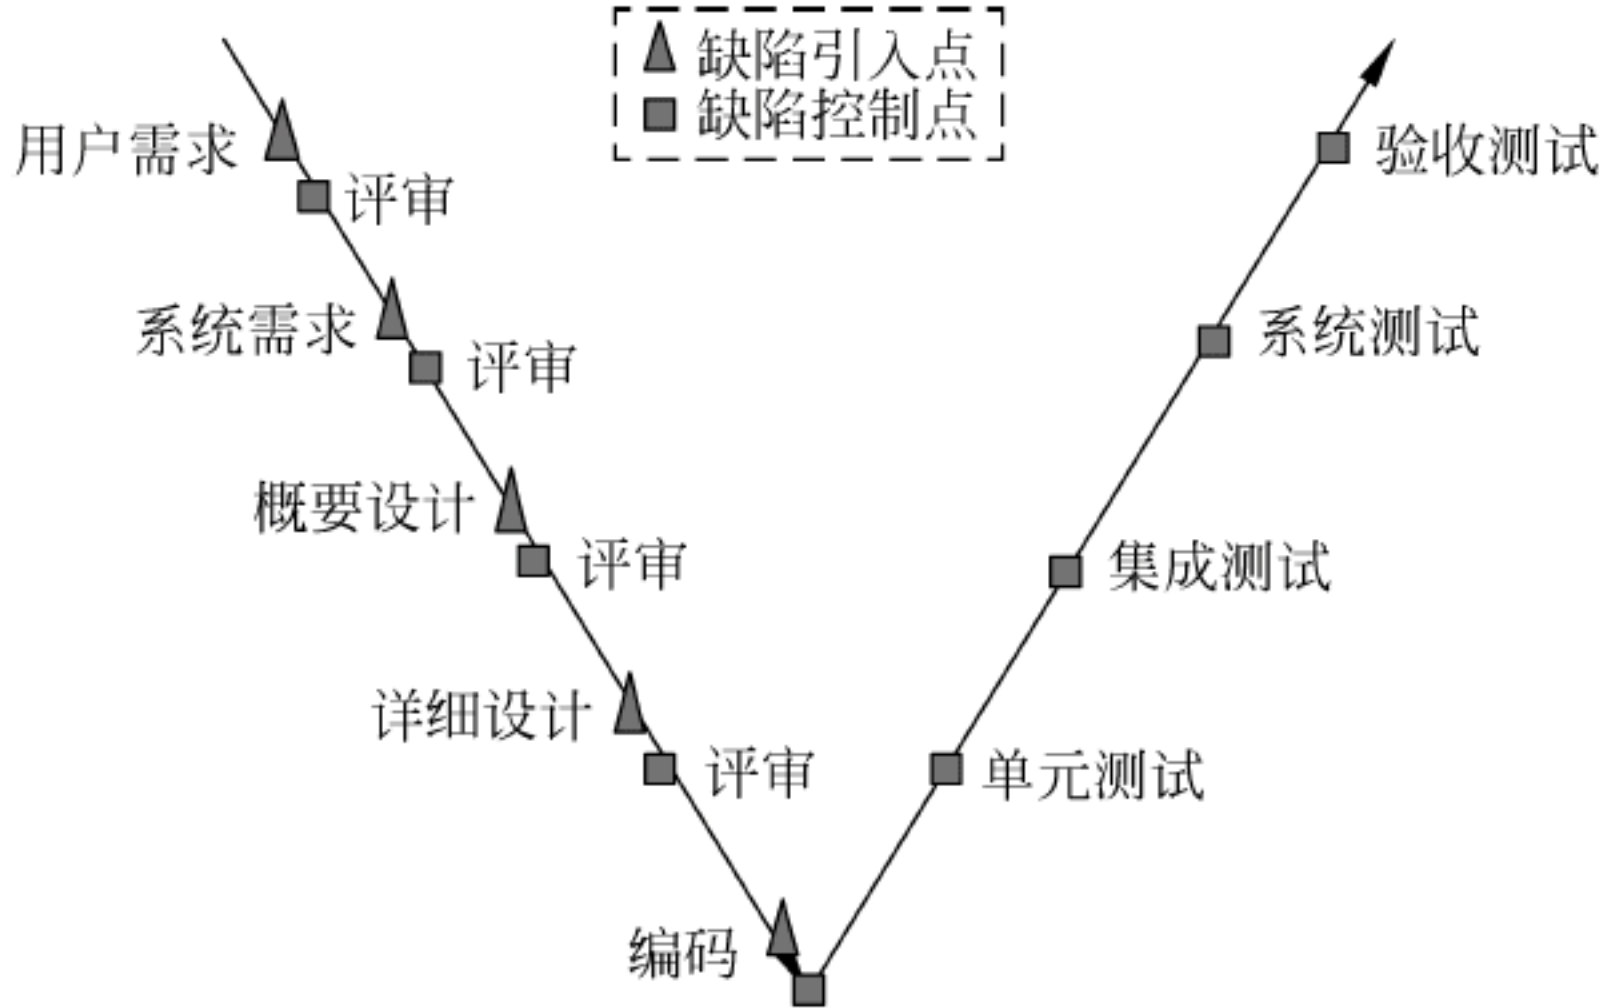 缺陷引入点
缺陷控制点
用户需求
评审
系统需求
评审
概要设计
评审
详细设计
评审
编码
单元测试
集成测试
系统测试
验收测试